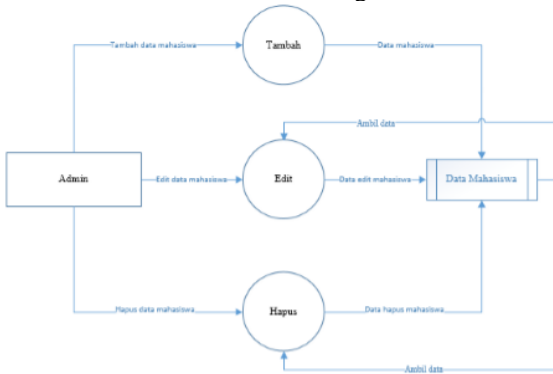 Tambah data mahasiswa
Tambah
Data mahasiswa
Ambil data
Admin
Edit data mahasiswa
Edit
Data edit mahasiswa
Data Mahasiswa
Hapus data mahasiswa
Hapus
Data hapus mahasiswa
Ambil data